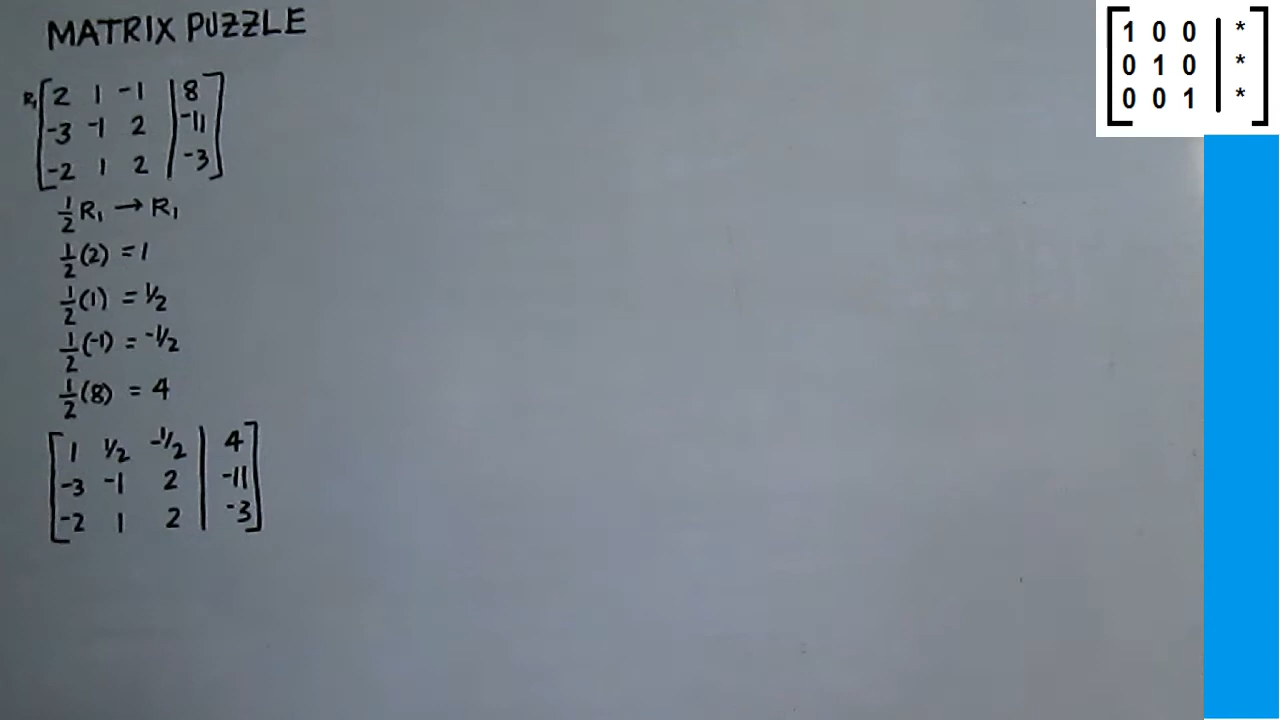 MATRIX PUZZLE
R₁ [ 2 1 -1 | 8 ]
[ -3 -1 2 | -11 ]
[ -2 1 2 | -3 ]
½R₁ → R₁
½(2) = 1
½(1) = ½
½(-1) = -½
½(8) = 4
[ 1 ½ -½ | 4 ]
[ -3 -1 2 | -11 ]
[ -2 1 2 | -3 ]
[ 1 0 0 | * ]
[ 0 1 0 | * ]
[ 0 0 1 | * ]